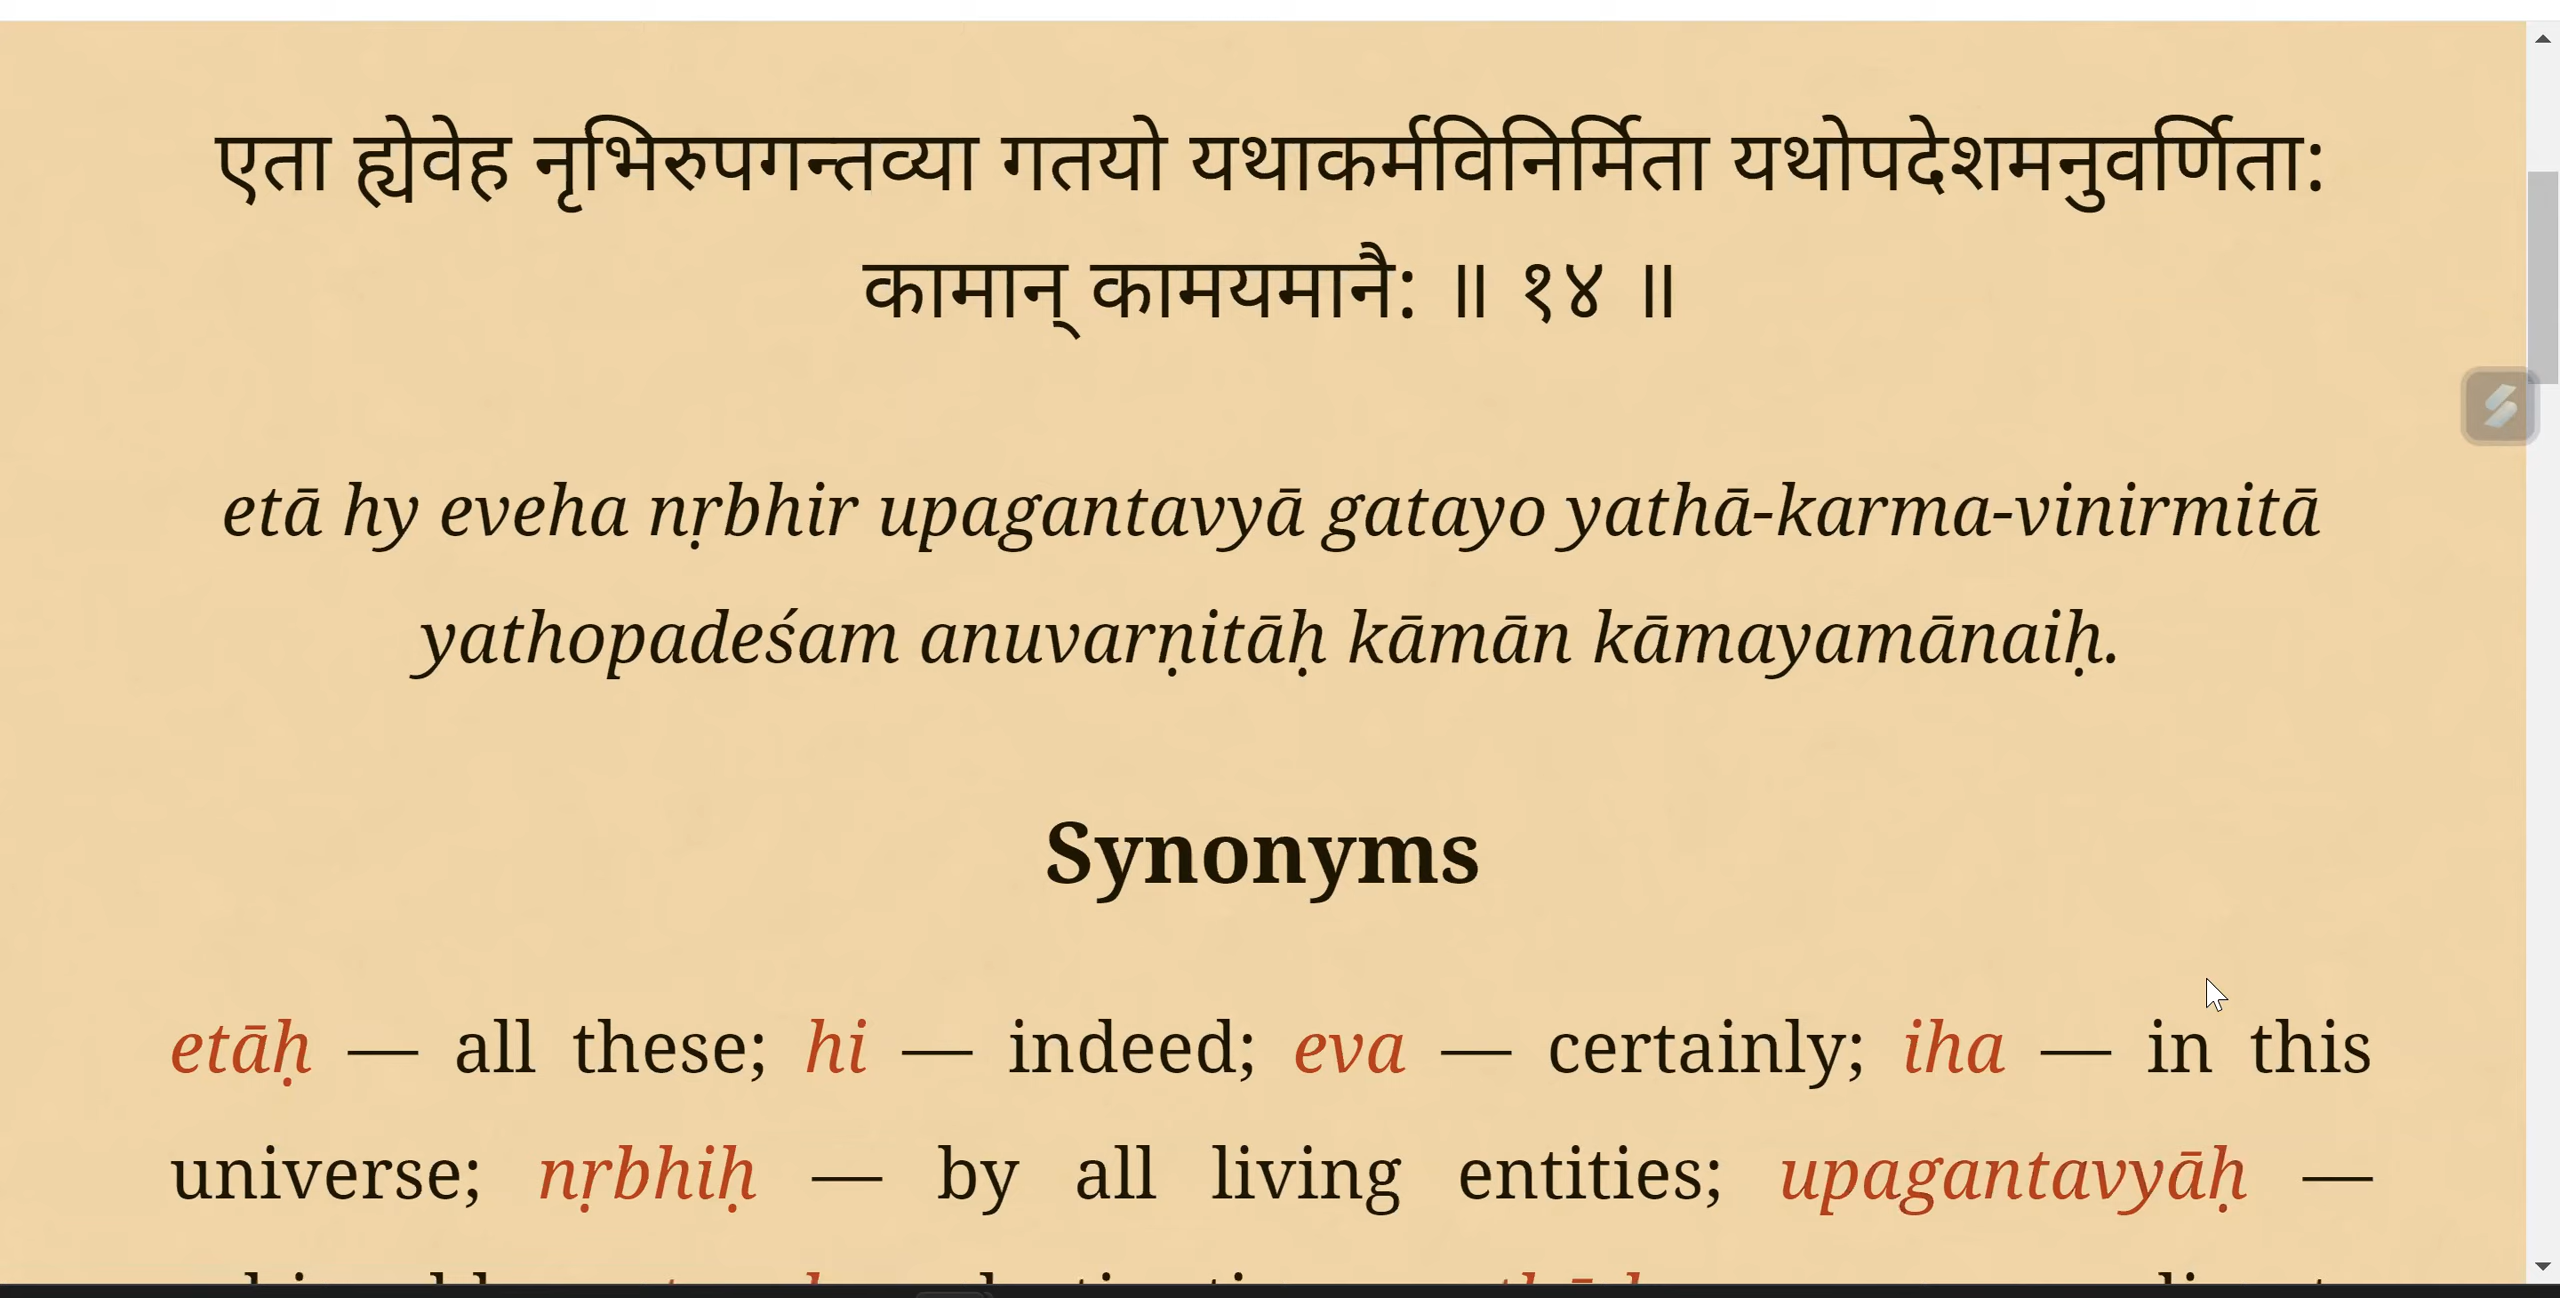 एता ह्येवेह नृभिरुपगन्तव्या गतयो यथाकर्मविनिर्मिता यथोपदेशमनुवर्णिता:
कामान् कामयमानै: ॥ १४ ॥
etā hy eveha nṛbhir upagantavyā gatayo yathā-karma-vinirmitā
yathopadeśam anuvarṇitāḥ kāmān kāmayamānaiḥ.
Synonyms
etāḥ — all these; hi — indeed; eva — certainly; iha — in this
universe; nṛbhiḥ — by all living entities; upagantavyāḥ —